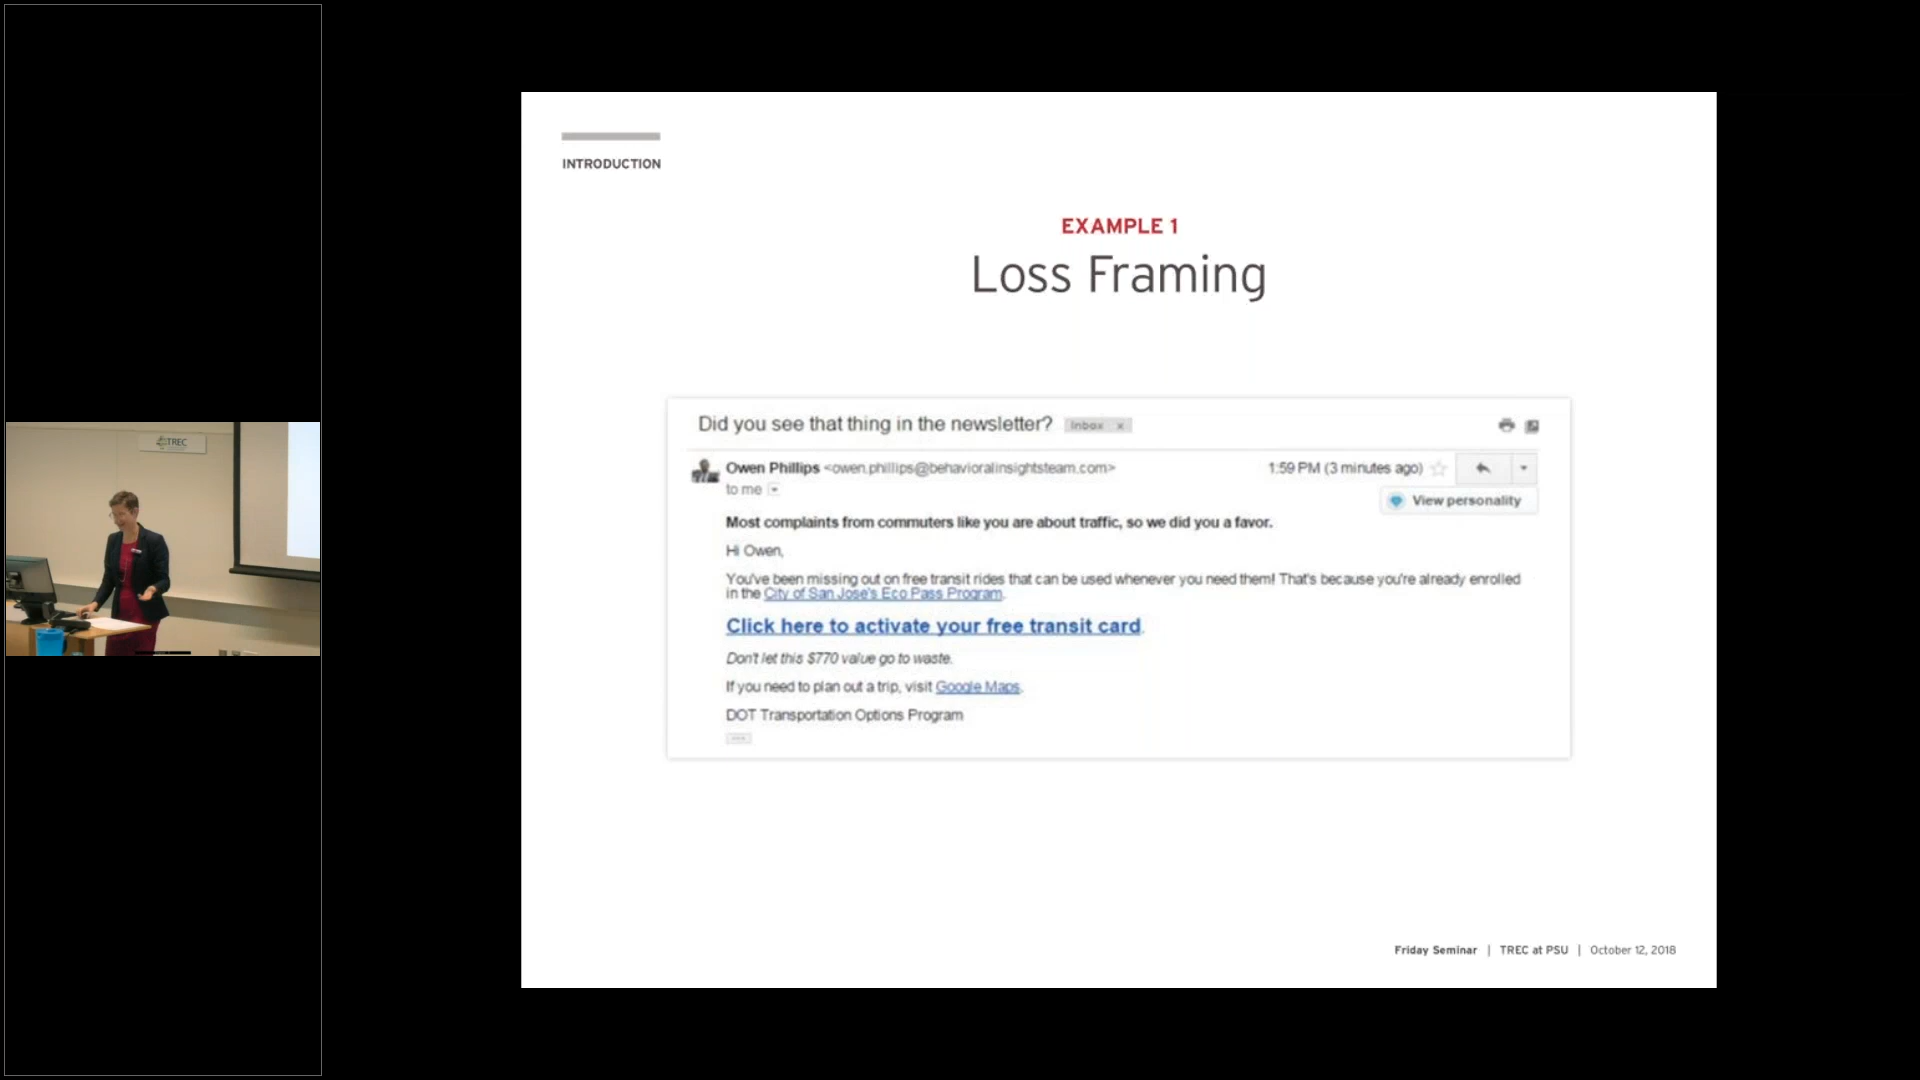 TREC
INTRODUCTION
EXAMPLE 1
Loss Framing
Did you see that thing in the newsletter? Inbox x
Owen Phillips <owen.phillips@behavioralinsightsteam.com> 1:59 PM (3 minutes ago)
to me
View personality
Most complaints from commuters like you are about traffic, so we did you a favor.
Hi Owen,
You've been missing out on free transit rides that can be used whenever you need them! That's because you're already enrolled
in the City of San Jose's Eco Pass Program.
Click here to activate your free transit card.
Don't let this $770 value go to waste.
If you need to plan out a trip, visit Google Maps.
DOT Transportation Options Program
Friday Seminar | TREC at PSU | October 12, 2018